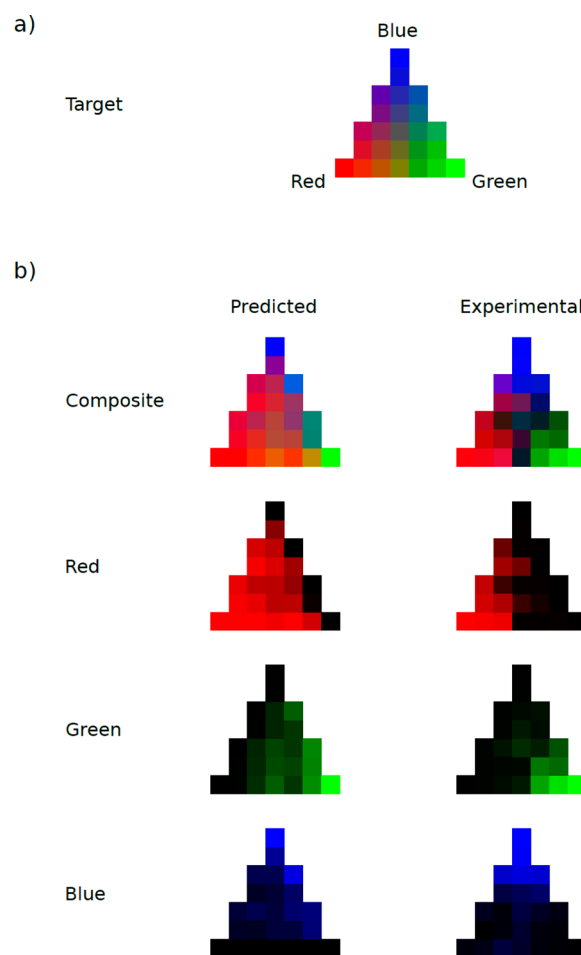 a)
Blue
Target
Red
Green
b)
Predicted
Experimental
Composite
Red
Green
Blue